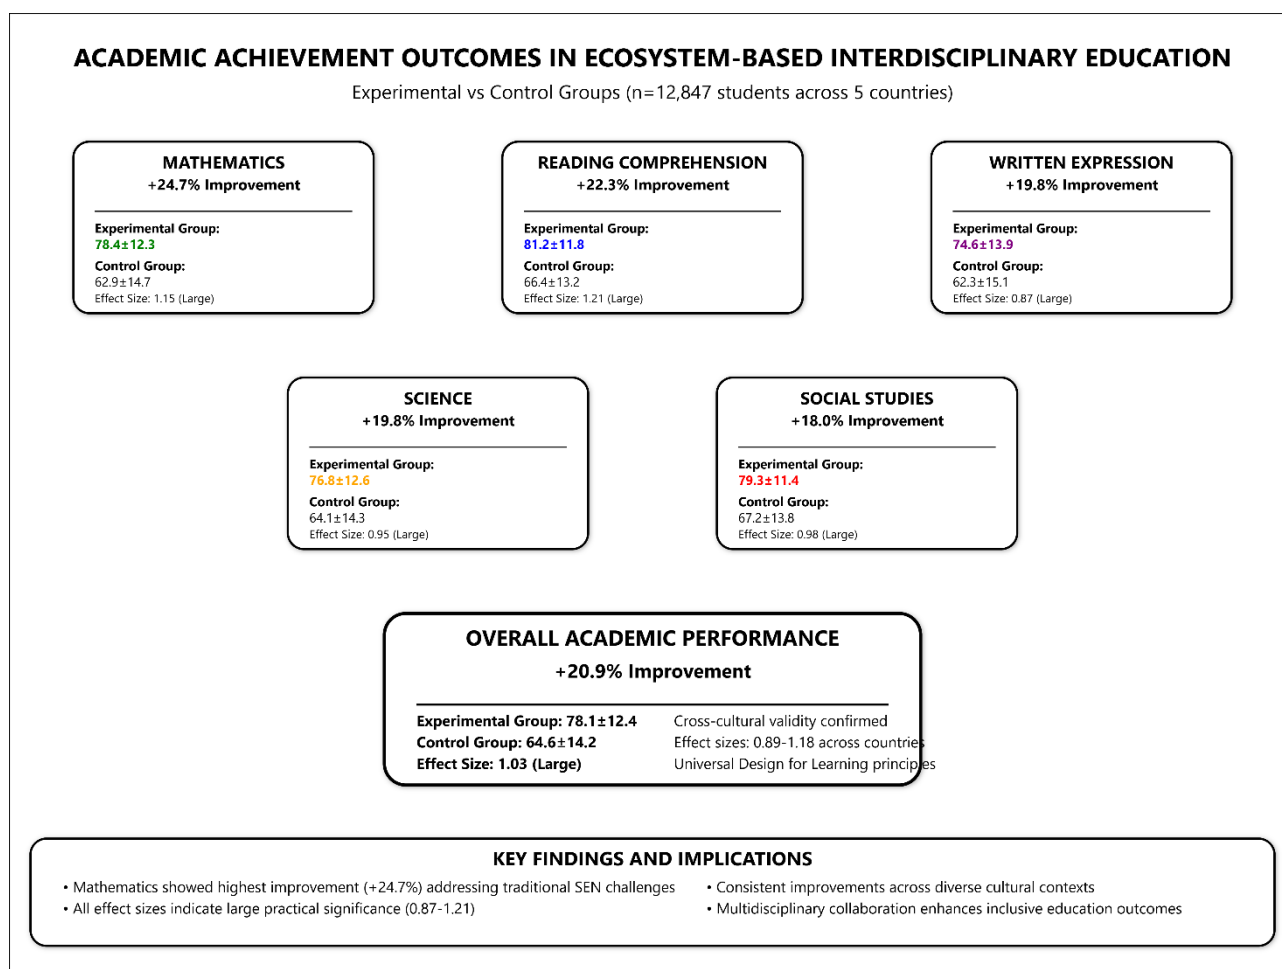 ACADEMIC ACHIEVEMENT OUTCOMES IN ECOSYSTEM-BASED INTERDISCIPLINARY EDUCATION
Experimental vs Control Groups (n=12,847 students across 5 countries)
MATHEMATICS
+24.7% Improvement
Experimental Group:
78.4±12.3
Control Group:
62.9±14.7
Effect Size: 1.15 (Large)
READING COMPREHENSION
+22.3% Improvement
Experimental Group:
81.2±11.8
Control Group:
66.4±13.2
Effect Size: 1.21 (Large)
WRITTEN EXPRESSION
+19.8% Improvement
Experimental Group:
74.6±13.9
Control Group:
62.3±15.1
Effect Size: 0.87 (Large)
SCIENCE
+19.8% Improvement
Experimental Group:
76.8±12.6
Control Group:
64.1±14.3
Effect Size: 0.95 (Large)
SOCIAL STUDIES
+18.0% Improvement
Experimental Group:
79.3±11.4
Control Group:
67.2±13.8
Effect Size: 0.98 (Large)
OVERALL ACADEMIC PERFORMANCE
+20.9% Improvement
Experimental Group: 78.1±12.4
Control Group: 64.6±14.2
Effect Size: 1.03 (Large)
Cross-cultural validity confirmed
Effect sizes: 0.89-1.18 across countries
Universal Design for Learning principles
KEY FINDINGS AND IMPLICATIONS
• Mathematics showed highest improvement (+24.7%) addressing traditional SEN challenges
• All effect sizes indicate large practical significance (0.87-1.21)
• Consistent improvements across diverse cultural contexts
• Multidisciplinary collaboration enhances inclusive education outcomes